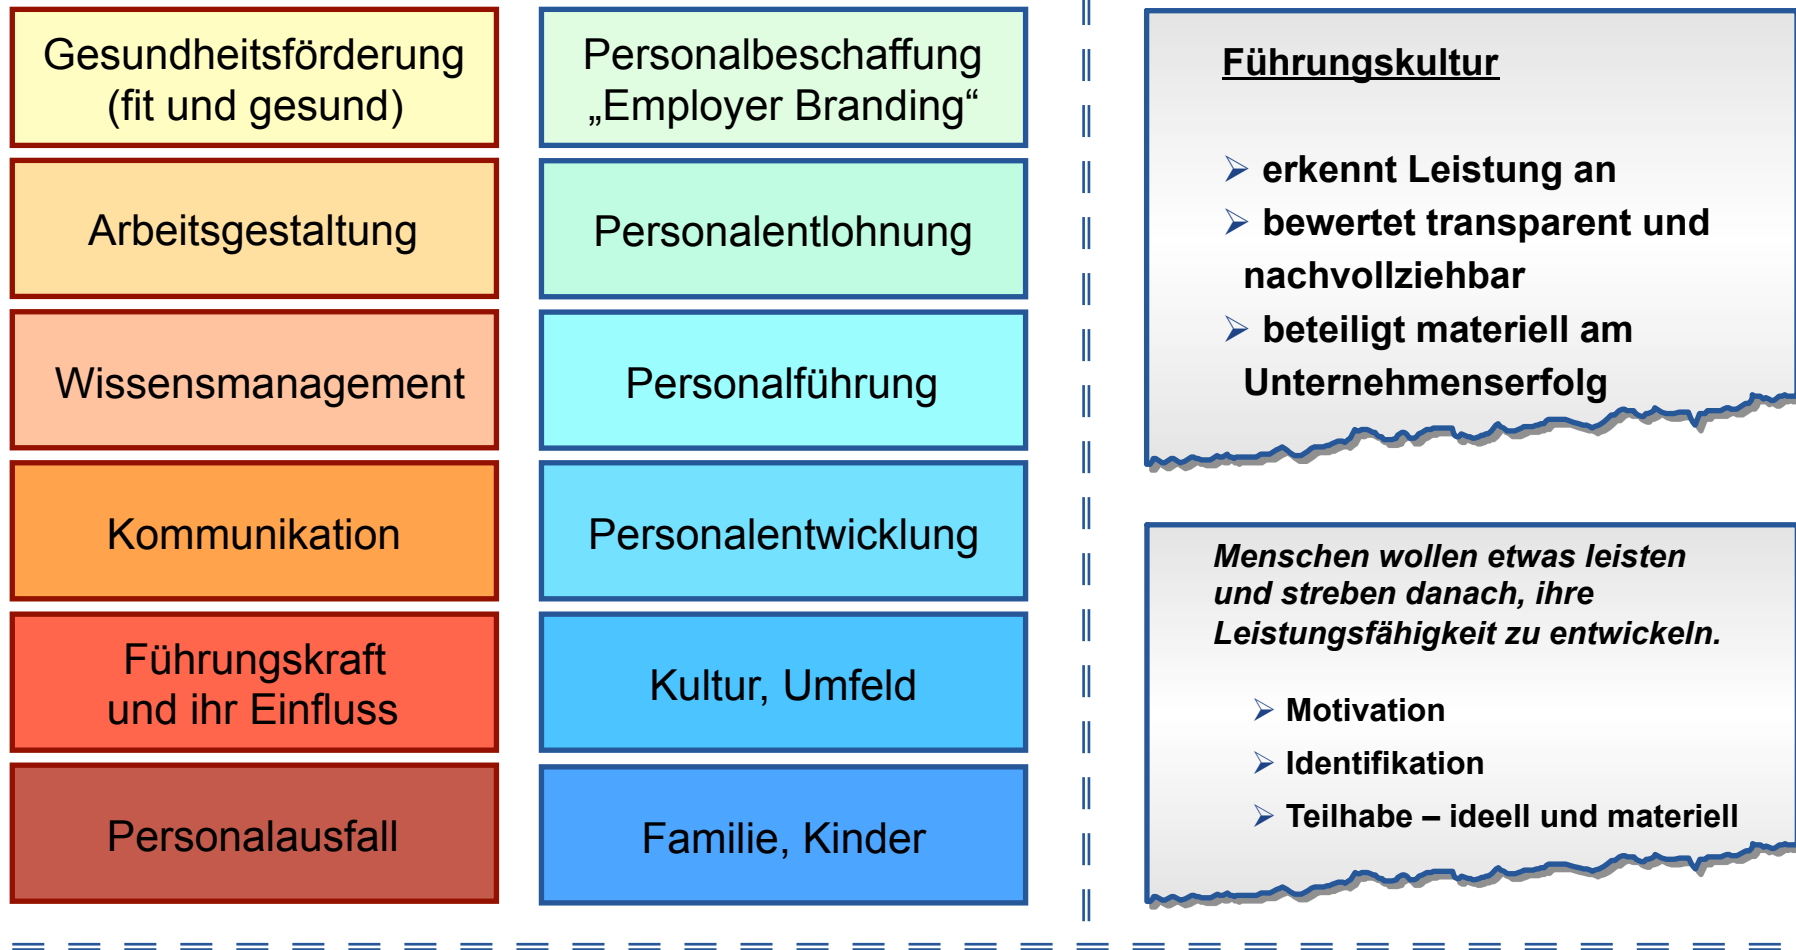 Gesundheitsförderung
(fit und gesund)
Arbeitsgestaltung
Wissensmanagement
Kommunikation
Führungskraft
und ihr Einfluss
Personalausfall
Personalbeschaffung
„Employer Branding“
Personalentlohnung
Personalführung
Personalentwicklung
Kultur, Umfeld
Familie, Kinder
Führungskultur
➢ erkennt Leistung an
➢ bewertet transparent und
nachvollziehbar
➢ beteiligt materiell am
Unternehmenserfolg
Menschen wollen etwas leisten
und streben danach, ihre
Leistungsfähigkeit zu entwickeln.
➢ Motivation
➢ Identifikation
➢ Teilhabe – ideell und materiell